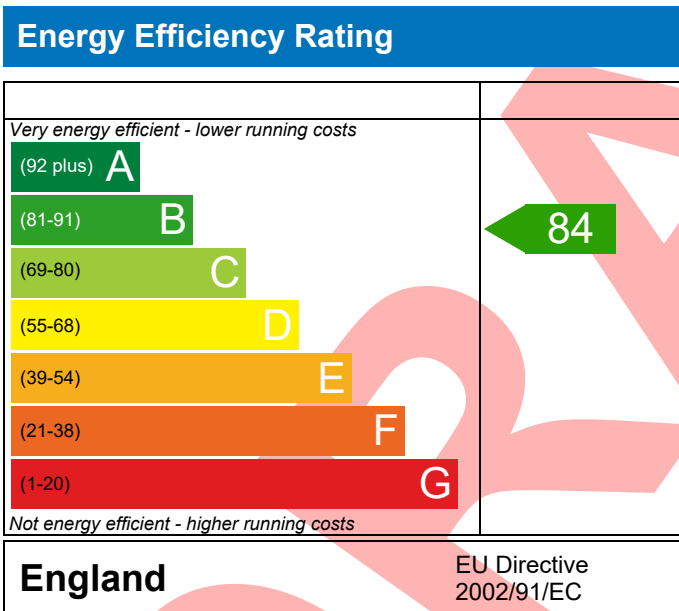 Energy Efficiency Rating
Very energy efficient - lower running costs
(92 plus) A
(81-91) B
84
(69-80) C
(55-68) D
(39-54) E
(21-38) F
(1-20) G
Not energy efficient - higher running costs
England
EU Directive
2002/91/EC